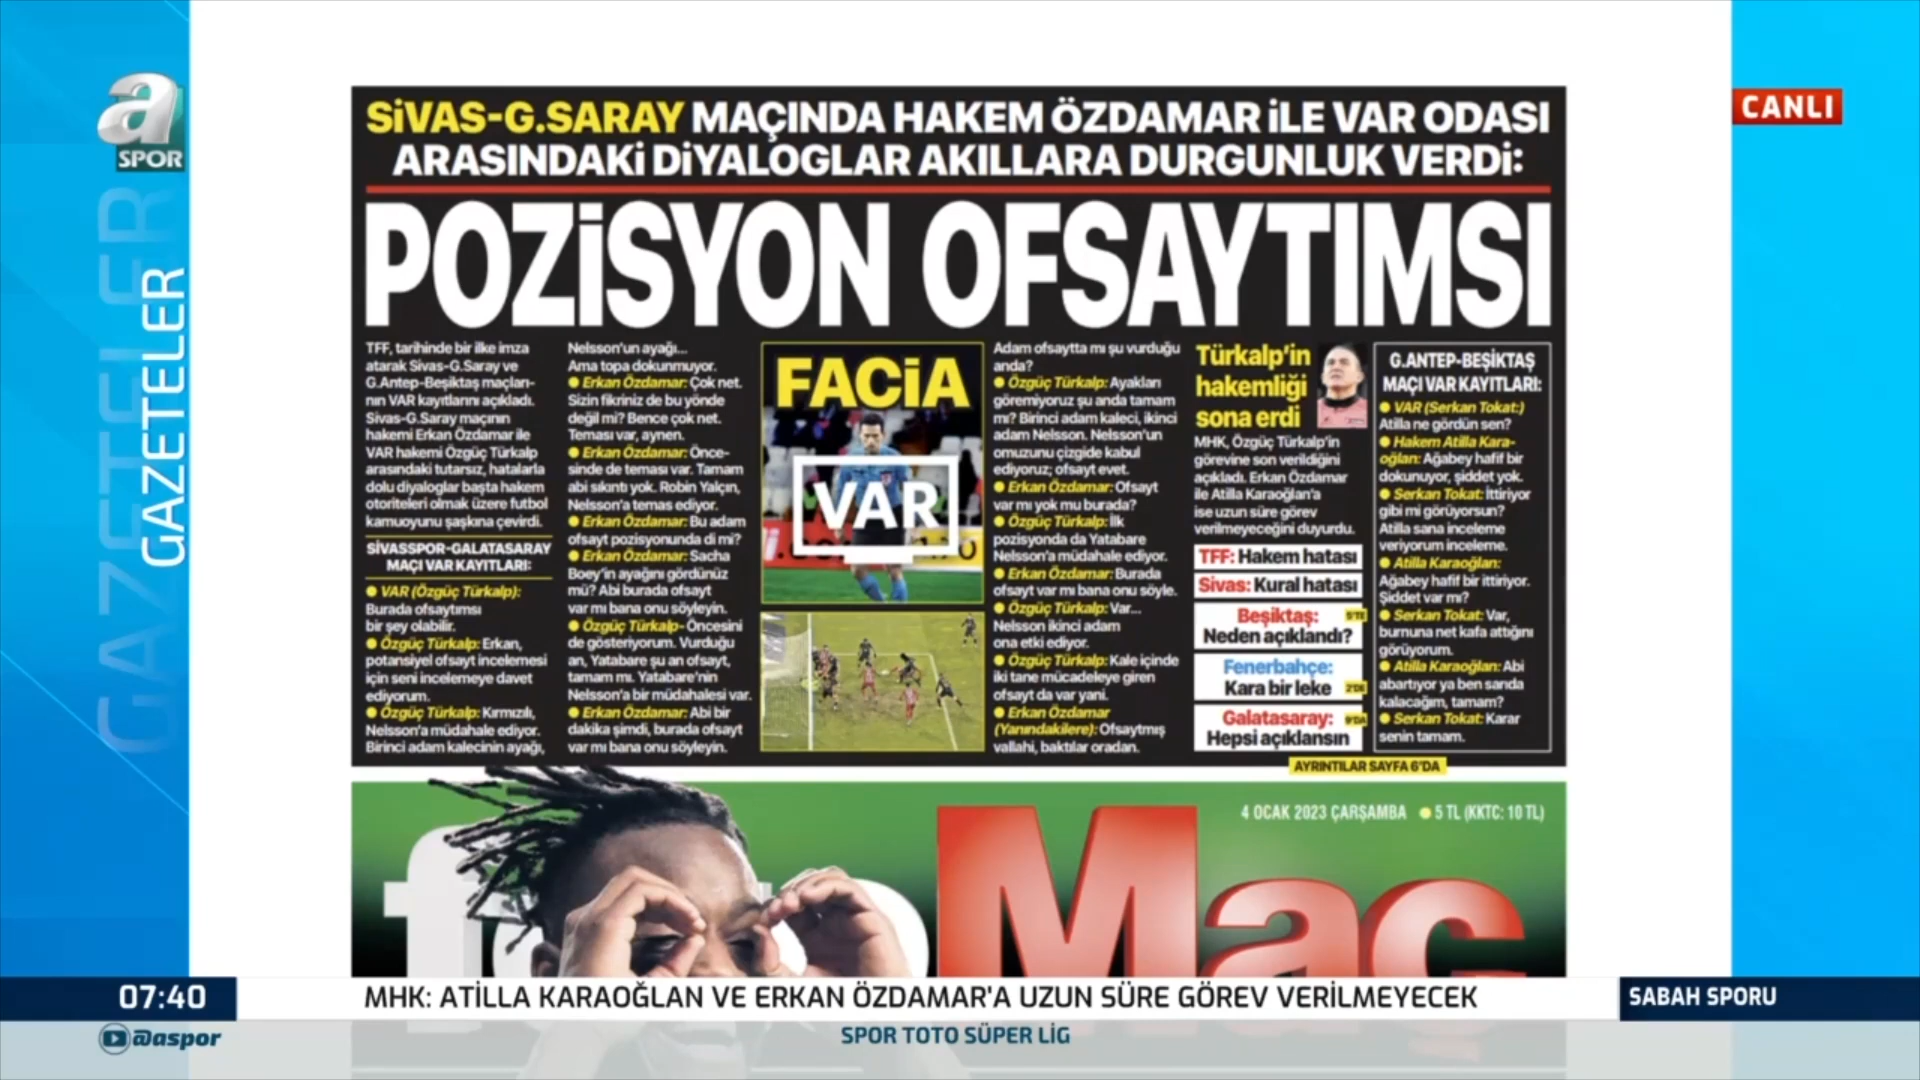 a
SPOR
GAZETELER
GAZETELER
CANLI
SİVAS-G.SARAY MAÇINDA HAKEM ÖZDAMAR İLE VAR ODASI
ARASINDAKİ DİYALOGLAR AKILLARA DURGUNLUK VERDİ:
POZİSYON OFSAYTIMSI
TFF, tarihinde bir ilke imza
atarak Sivas-G.Saray ve
G.Antep-Beşiktaş maçları-
nın VAR kayıtlarını açıkladı.
Sivas-G.Saray maçının
hakemi Erkan Özdamar ile
VAR hakemi Özgüç Türkalp
arasındaki tutarsız, hatalarla
dolu diyaloglar başta hakem
otoriteleri olmak üzere futbol
kamuoyunu şaşkına çevirdi.
SİVASSPOR-GALATASARAY
MAÇI VAR KAYITLARI:
● VAR (Özgüç Türkalp):
Burada ofsaytımsı
bir şey olabilir.
● Özgüç Türkalp: Erkan,
potansiyel ofsayt incelemesi
için seni incelemeye davet
ediyorum.
● Özgüç Türkalp: Kırmızılı,
Nelsson'a müdahale ediyor.
Birinci adam kalecinin ayağı,
Nelsson'un ayağı...
Ama topa dokunmuyor.
● Erkan Özdamar: Çok net.
Sizin fikriniz de bu yönde
değil mi? Bence çok net.
Teması var, aynen.
● Erkan Özdamar: Önce-
sinde de teması var. Tamam
abi sıkıntı yok. Robin Yalçın,
Nelsson'a temas ediyor.
● Erkan Özdamar: Bu adam
ofsayt pozisyonunda di mi?
● Erkan Özdamar: Sacha
Boey'in ayağını gördünüz
mü? Abi burada ofsayt
var mı bana onu söyleyin.
● Özgüç Türkalp- Öncesini
de gösteriyorum. Vurduğu
an, Yatabare şu an ofsayt,
tamam mı. Yatabare'nin
Nelsson'a bir müdahalesi var.
● Erkan Özdamar: Abi bir
dakika şimdi, burada ofsayt
var mı bana onu söyleyin.
FACİA
VAR
Adam ofsaytta mı şu vurduğu
anda?
● Özgüç Türkalp: Ayakları
göremiyoruz şu anda tamam
mı? Birinci adam kaleci, ikinci
adam Nelsson. Nelsson'un
omuzunu çizgide kabul
ediyoruz; ofsayt evet.
● Erkan Özdamar: Ofsayt
var mı yok mu burada?
● Özgüç Türkalp: İlk
pozisyonda da Yatabare
Nelsson'a müdahale ediyor.
● Erkan Özdamar: Burada
ofsayt var mı bana onu söyle.
● Özgüç Türkalp: Var...
Nelsson ikinci adam
ona etki ediyor.
● Özgüç Türkalp: Kale içinde
iki tane mücadeleye giren
ofsayt da var yani.
● Erkan Özdamar
(Yanındakilere): Ofsaytmış
vallahi, baktılar oradan.
Türkalp'in
hakemliği
sona erdi
MHK, Özgüç Türkalp'in
görevine son verildiğini
açıkladı. Erkan Özdamar
ile Atilla Karaoğlan'a
ise uzun süre görev
verilmeyeceğini duyurdu.
TFF: Hakem hatası
Sivas: Kural hatası
Beşiktaş:
Neden açıklandı?
Fenerbahçe:
Kara bir leke
Galatasaray:
Hepsi açıklansın
G.ANTEP-BEŞİKTAŞ
MAÇI VAR KAYITLARI:
● VAR (Serkan Tokat:)
Atilla ne gördün sen?
● Hakem Atilla Kara-
oğlan: Ağabey hafif bir
dokunuyor, şiddet yok.
● Serkan Tokat: İttiriyor
gibi mi görüyorsun?
Atilla sana inceleme
veriyorum inceleme.
● Atilla Karaoğlan:
Ağabey hafif bir ittiriyor.
Şiddet var mı?
● Serkan Tokat: Var,
burnuna net kafa attığını
görüyorum.
● Atilla Karaoğlan: Abi
abartıyor ya ben sarıda
kalacağım, tamam?
● Serkan Tokat: Karar
senin tamam.
AYRINTILAR SAYFA 6'DA
4 OCAK 2023 ÇARŞAMBA ● 5 TL (KKTC: 10 TL)
Maç
07:40
MHK: ATİLLA KARAOĞLAN VE ERKAN ÖZDAMAR'A UZUN SÜRE GÖREV VERİLMEYECEK
SABAH SPORU
@aspor
SPOR TOTO SÜPER LİG